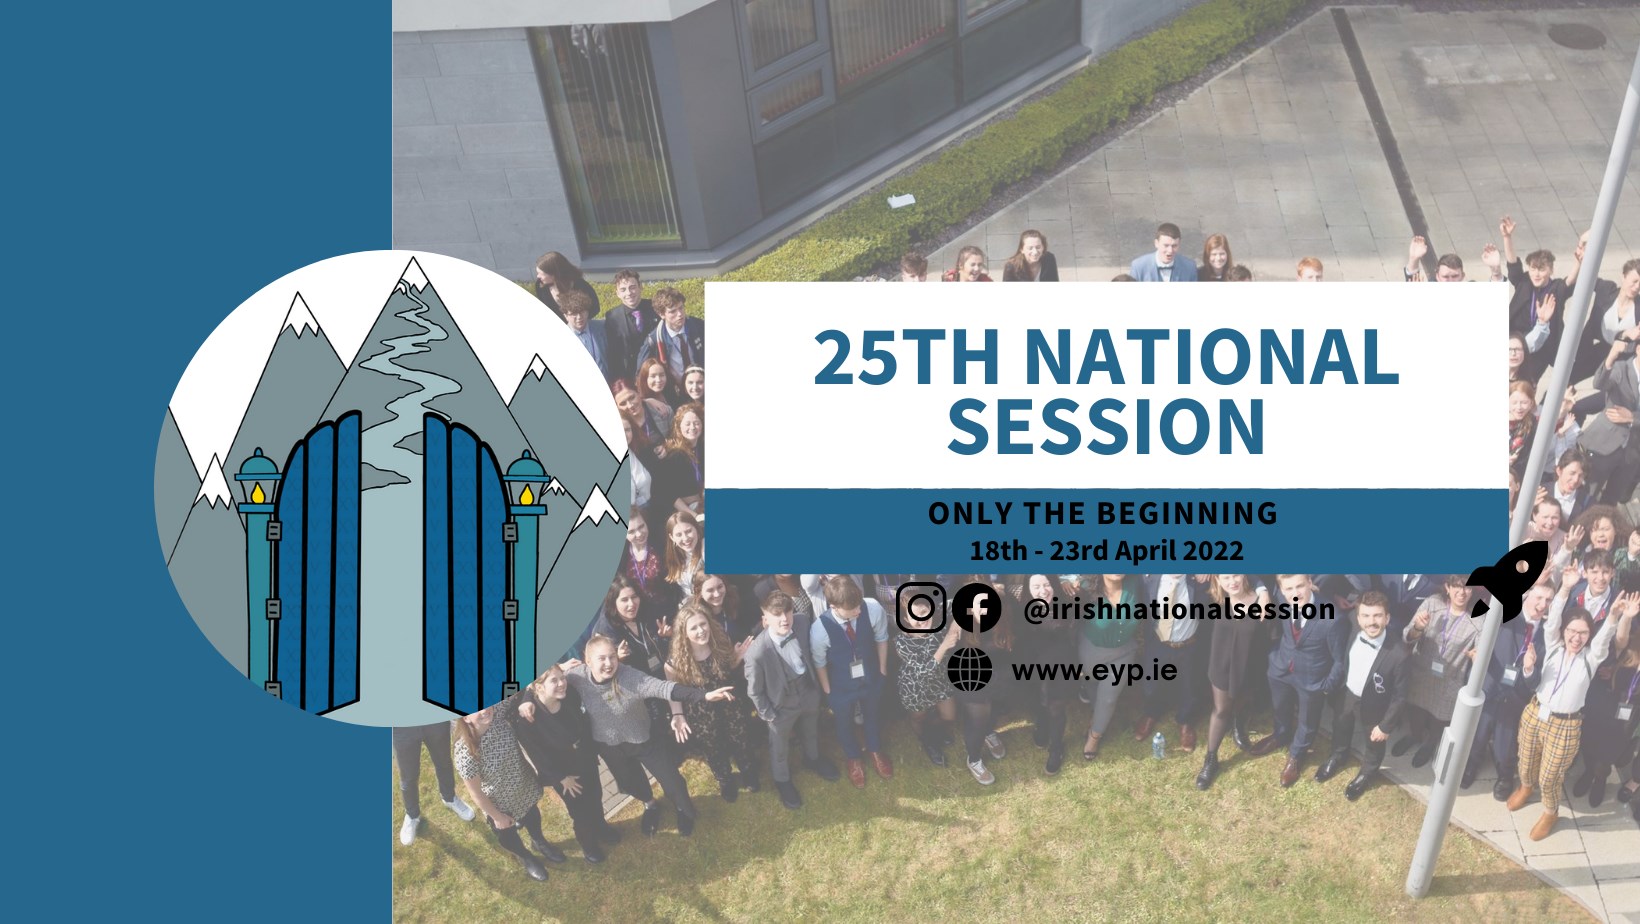 25TH NATIONAL
SESSION
ONLY THE BEGINNING
18th - 23rd April 2022
@irishnationalsession
www.eyp.ie